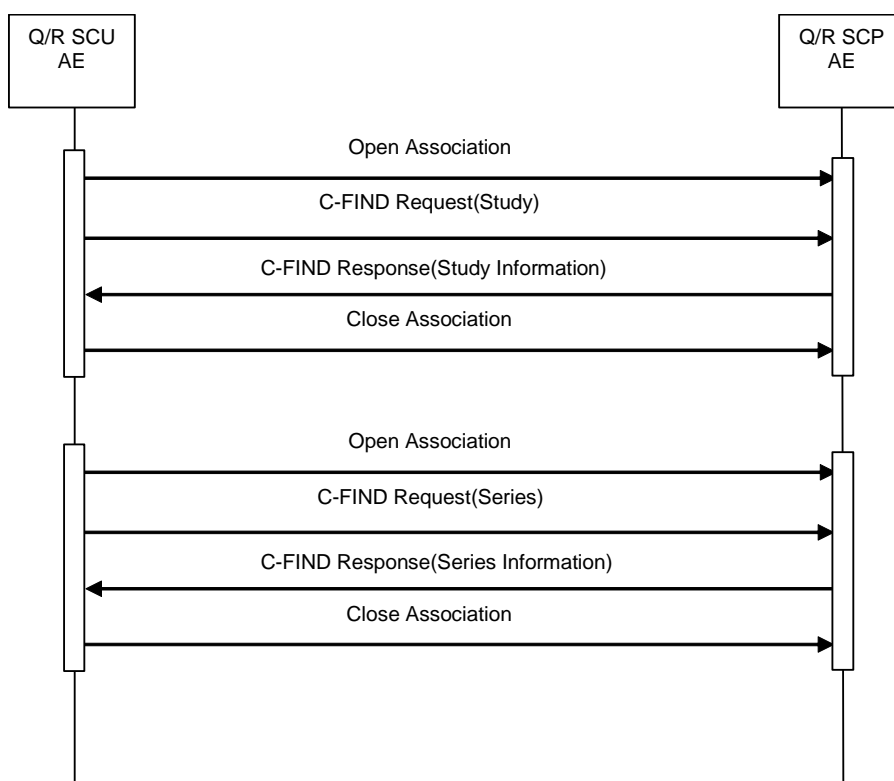 Q/R SCU
AE
Q/R SCP
AE
Open Association
C-FIND Request(Study)
C-FIND Response(Study Information)
Close Association
Open Association
C-FIND Request(Series)
C-FIND Response(Series Information)
Close Association